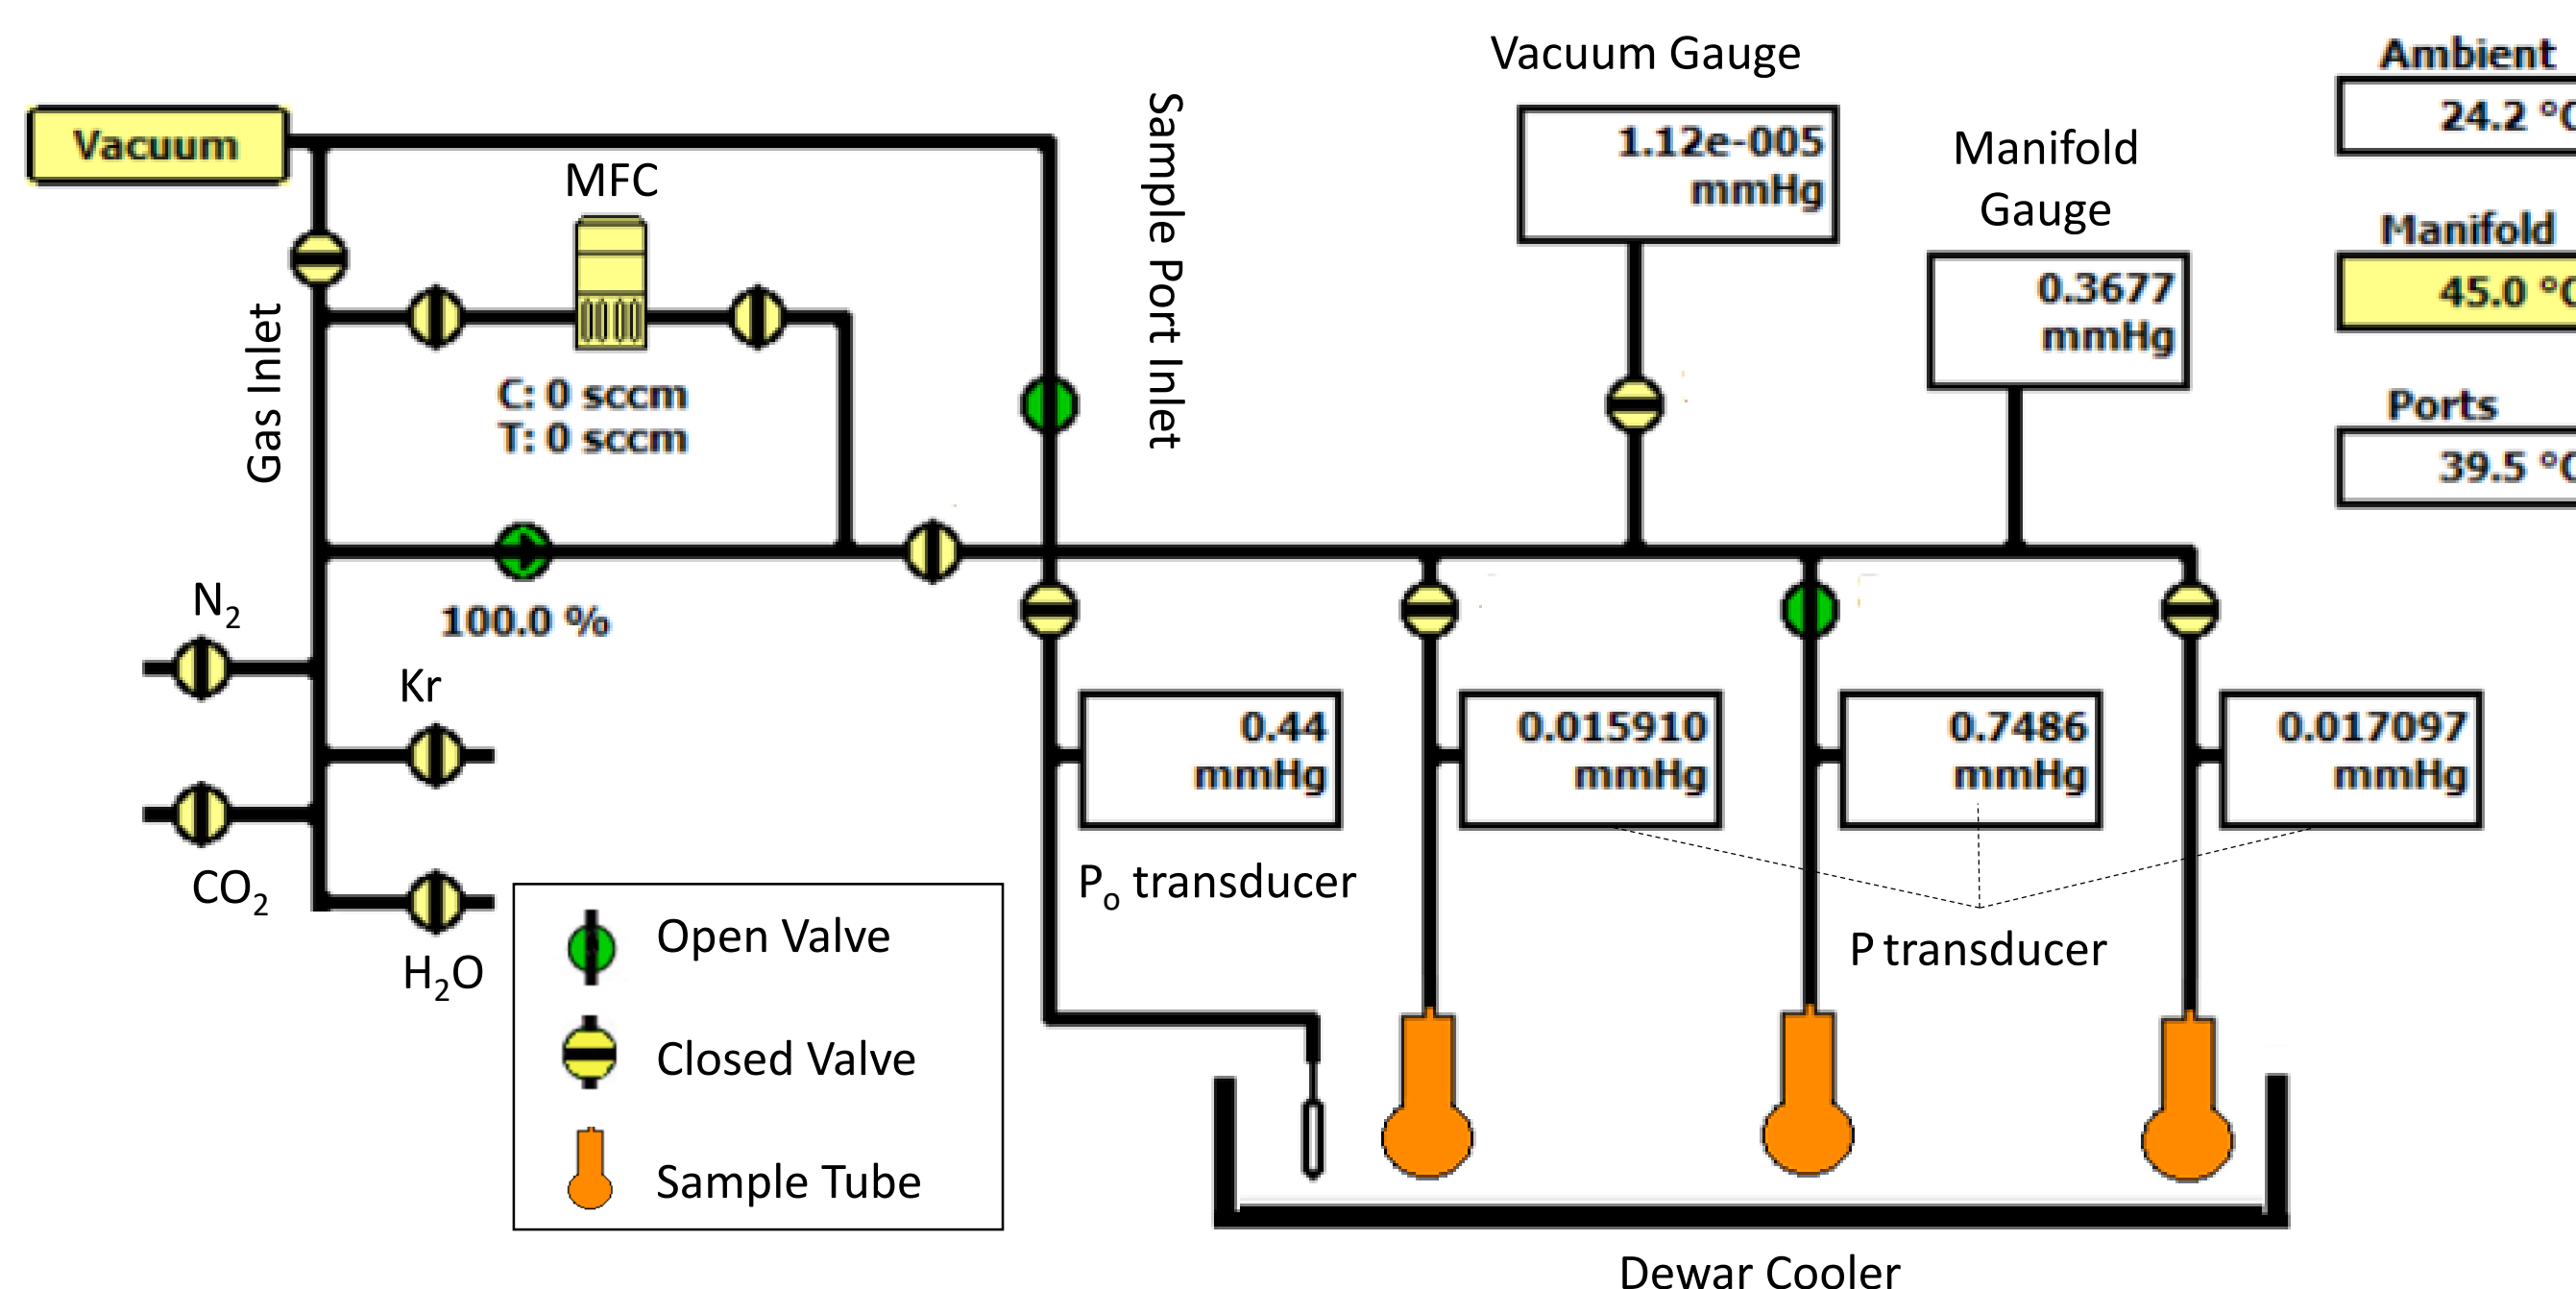 Vacuum Gauge
Ambient
24.2 °C
Vacuum
1.12e-005
mmHg
Manifold
Gauge
MFC
Sample Port Inlet
Manifold
45.0 °C
0.3677
mmHg
Gas Inlet
C: 0 sccm
T: 0 sccm
Ports
39.5 °C
N2
100.0 %
Kr
0.44
mmHg
0.015910
mmHg
0.7486
mmHg
0.017097
mmHg
CO2
Po transducer
P transducer
H2O
Open Valve
Closed Valve
Sample Tube
Dewar Cooler